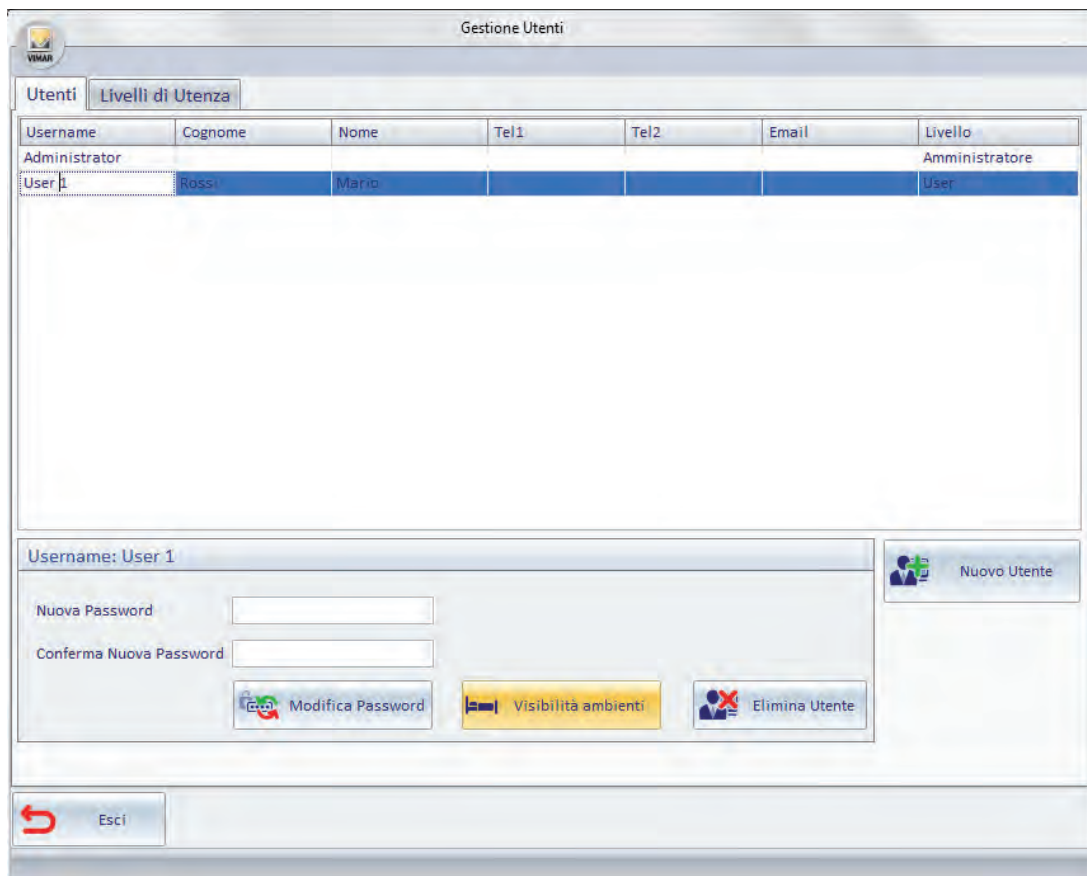 Gestione Utenti
VIMAR
Utenti Livelli di Utenza
Username Cognome Nome Tel1 Tel2 Email Livello
Administrator Amministratore
User 1 Rossi Mario User
Username: User 1
Nuovo Utente
Nuova Password
Conferma Nuova Password
Modifica Password Visibilità ambienti Elimina Utente
Esci